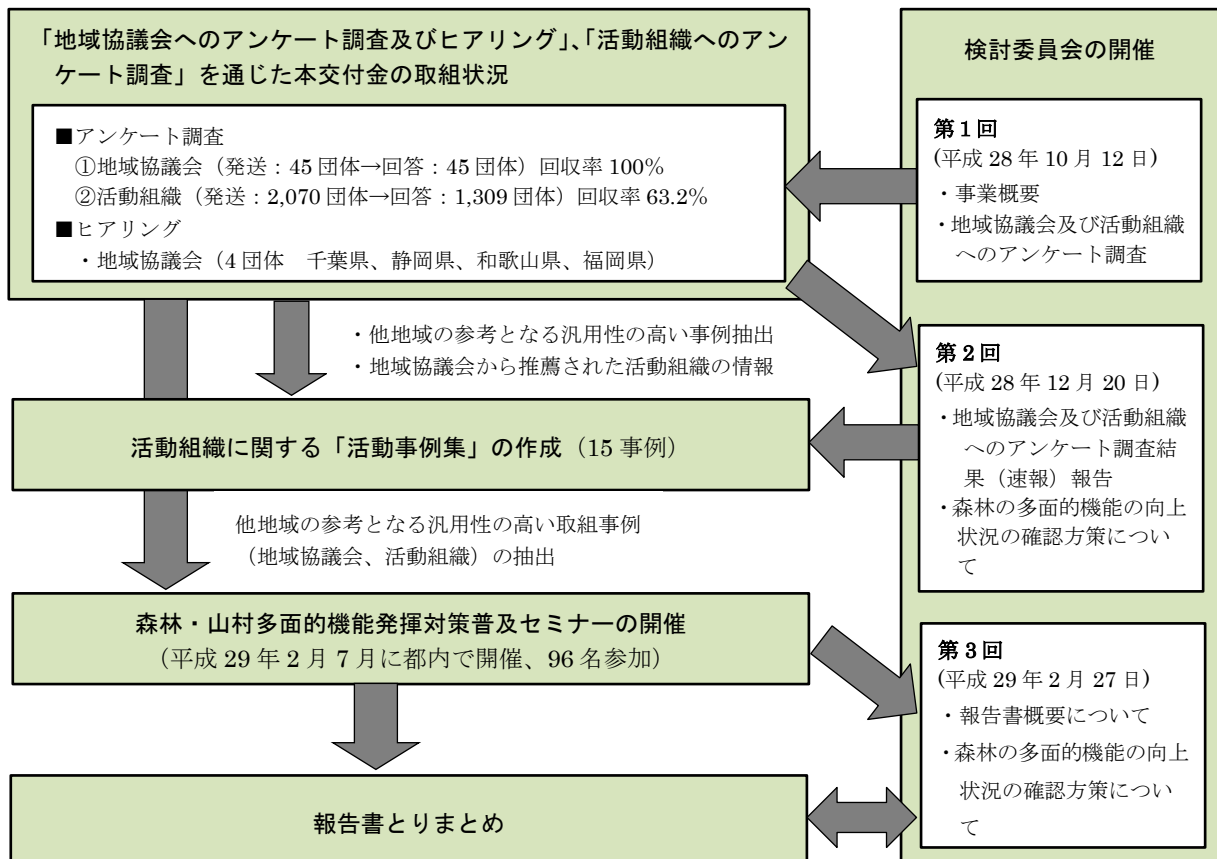 「地域協議会へのアンケート調査及びヒアリング」、「活動組織へのアン
ケート調査」を通じた本交付金の取組状況
■アンケート調査
①地域協議会（発送：45 団体→回答：45 団体）回収率 100%
②活動組織（発送：2,070 団体→回答：1,309 団体）回収率 63.2%
■ヒアリング
・地域協議会（4 団体　千葉県、静岡県、和歌山県、福岡県）
・他地域の参考となる汎用性の高い事例抽出
・地域協議会から推薦された活動組織の情報
活動組織に関する「活動事例集」の作成（15 事例）
他地域の参考となる汎用性の高い取組事例
（地域協議会、活動組織）の抽出
森林・山村多面的機能発揮対策普及セミナーの開催
（平成 29 年 2 月 7 月に都内で開催、96 名参加）
報告書とりまとめ
検討委員会の開催
第１回
(平成 28 年 10 月 12 日）
・事業概要
・地域協議会及び活動組織
へのアンケート調査
第２回
(平成 28 年 12 月 20 日）
・地域協議会及び活動組織
へのアンケート調査結
果（速報）報告
・森林の多面的機能の向上
状況の確認方策につい
て
第３回
(平成 29 年 2 月 27 日）
・報告書概要について
・森林の多面的機能の向上
状況の確認方策につい
て